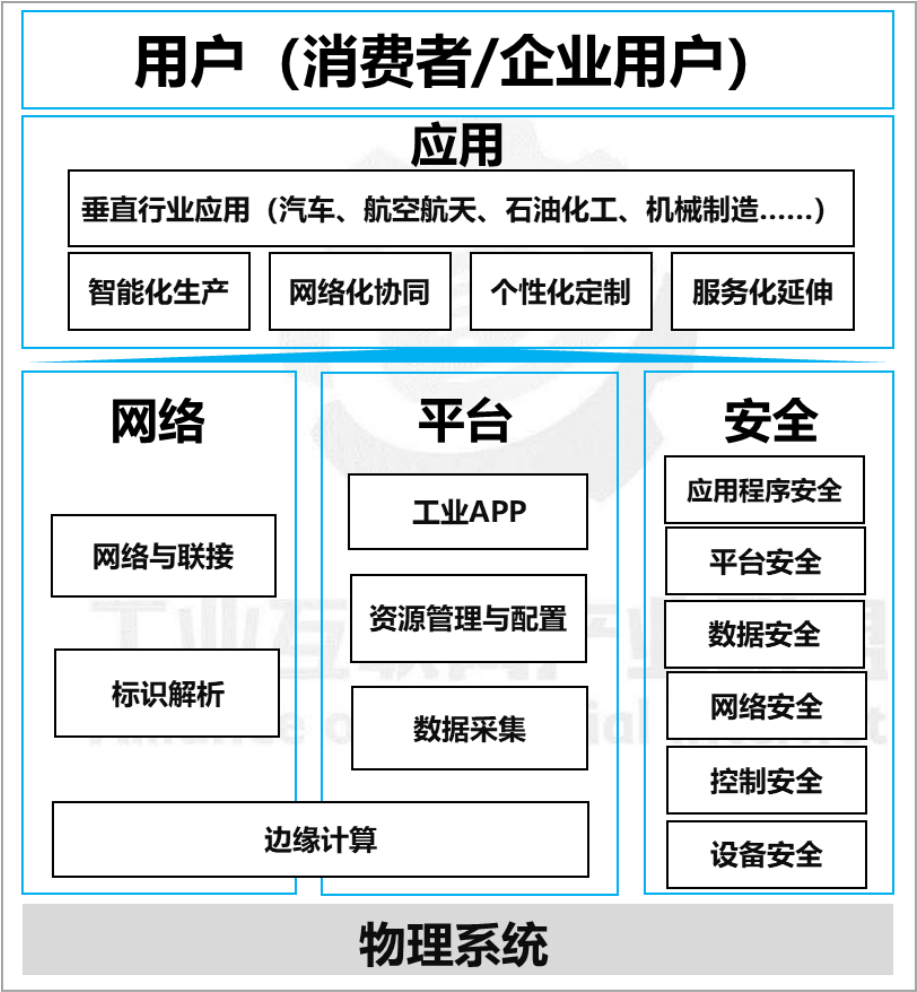 用户（消费者/企业用户）
应用
垂直行业应用（汽车、航空航天、石油化工、机械制造……）
智能化生产
网络化协同
个性化定制
服务化延伸
网络
网络与联接
标识解析
平台
工业APP
资源管理与配置
数据采集
边缘计算
安全
应用程序安全
平台安全
数据安全
网络安全
控制安全
设备安全
物理系统